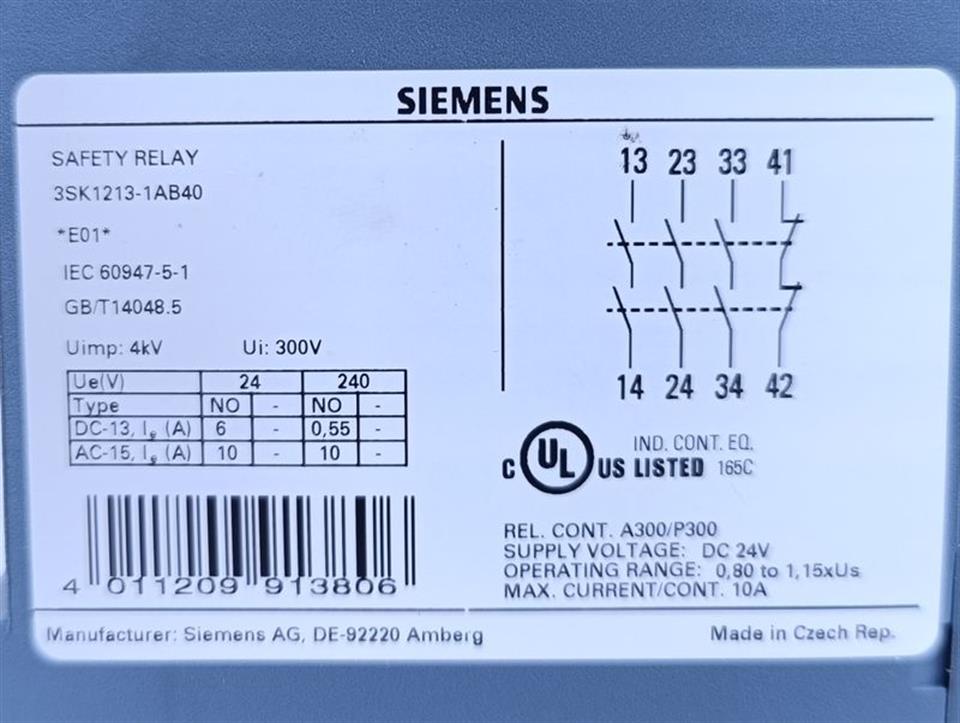 SIEMENS
SAFETY RELAY
3SK1213-1AB40
*E01*
IEC 60947-5-1
GB/T14048.5
Uimp: 4kV Ui: 300V
Ue(V) 24 240
Type NO - NO -
DC-13, Ie (A) 6 - 0,55 -
AC-15, Ie (A) 10 - 10 -
4 011209 913806
13 23 33 41
14 24 34 42
C UL US LISTED 165C
IND. CONT. EQ.
REL. CONT. A300/P300
SUPPLY VOLTAGE: DC 24V
OPERATING RANGE: 0,80 to 1,15xUs
MAX. CURRENT/CONT. 10A
Manufacturer: Siemens AG, DE-92220 Amberg Made in Czech Rep.